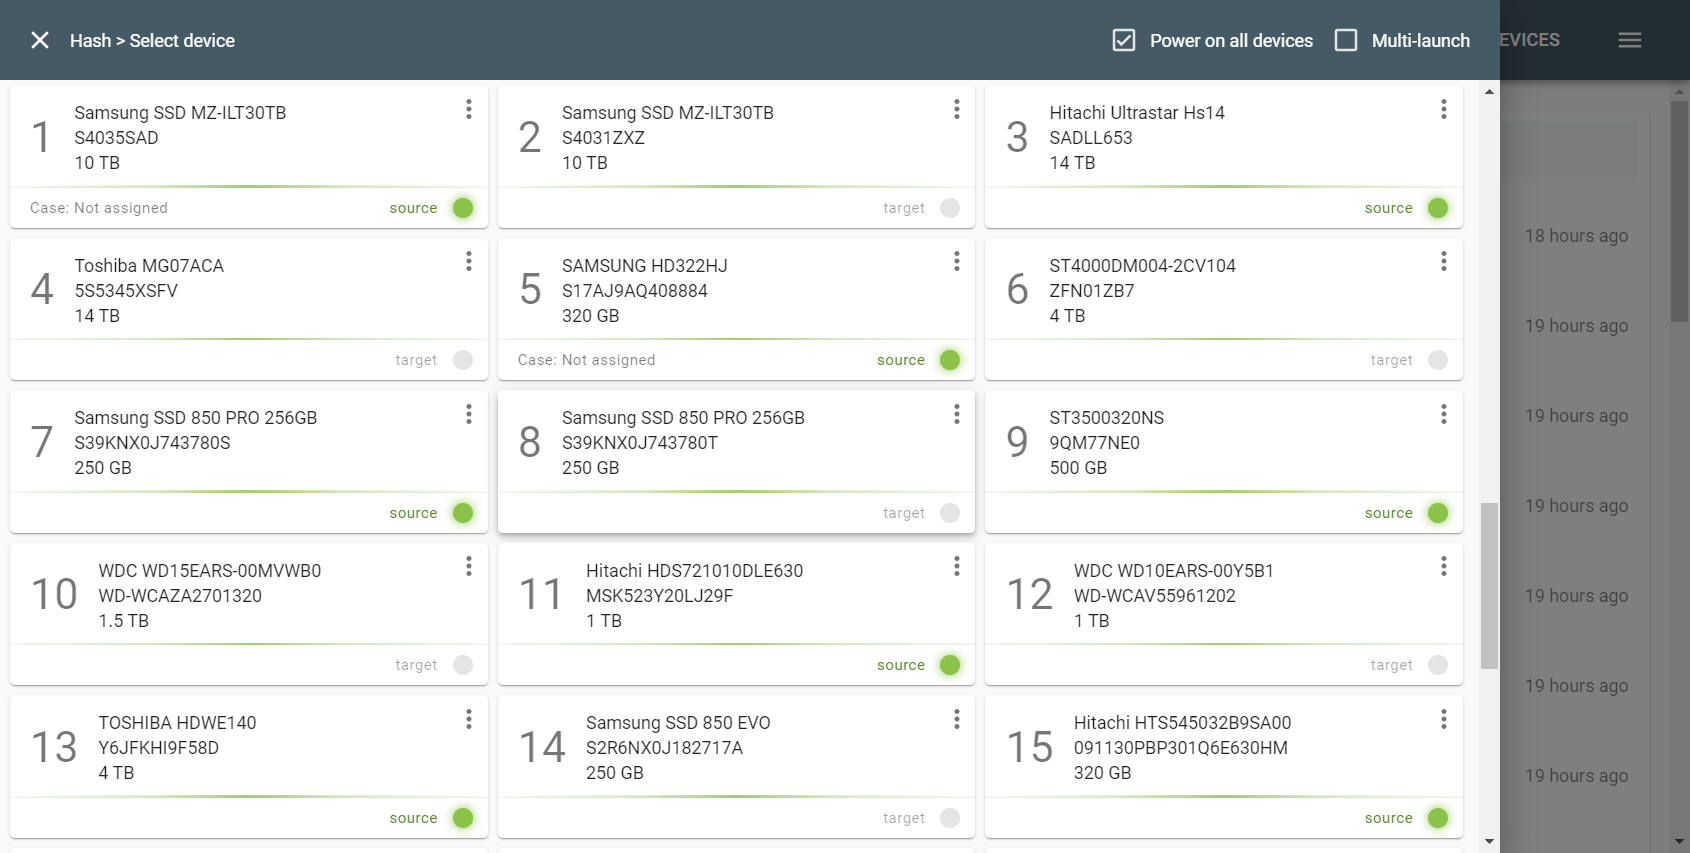 Hash > Select device
Power on all devices
Multi-launch
EVICES
1
Samsung SSD MZ-ILT30TB
S4035SAD
10 TB
Case: Not assigned
source
2
Samsung SSD MZ-ILT30TB
S4031ZXZ
10 TB
target
3
Hitachi Ultrastar Hs14
SADLL653
14 TB
source
4
Toshiba MG07ACA
5S5345XSFV
14 TB
target
5
SAMSUNG HD322HJ
S17AJ9AQ408884
320 GB
Case: Not assigned
source
6
ST4000DM004-2CV104
ZFN01ZB7
4 TB
target
7
Samsung SSD 850 PRO 256GB
S39KNX0J743780S
250 GB
source
8
Samsung SSD 850 PRO 256GB
S39KNX0J743780T
250 GB
target
9
ST3500320NS
9QM77NE0
500 GB
source
10
WDC WD15EARS-00MVWB0
WD-WCAZA2701320
1.5 TB
target
11
Hitachi HDS721010DLE630
MSK523Y20LJ29F
1 TB
source
12
WDC WD10EARS-00Y5B1
WD-WCAV55961202
1 TB
target
13
TOSHIBA HDWE140
Y6JFKHI9F58D
4 TB
source
14
Samsung SSD 850 EVO
S2R6NX0J182717A
250 GB
target
15
Hitachi HTS545032B9SA00
091130PBP301Q6E630HM
320 GB
source
18 hours ago
19 hours ago
19 hours ago
19 hours ago
19 hours ago
19 hours ago
19 hours ago